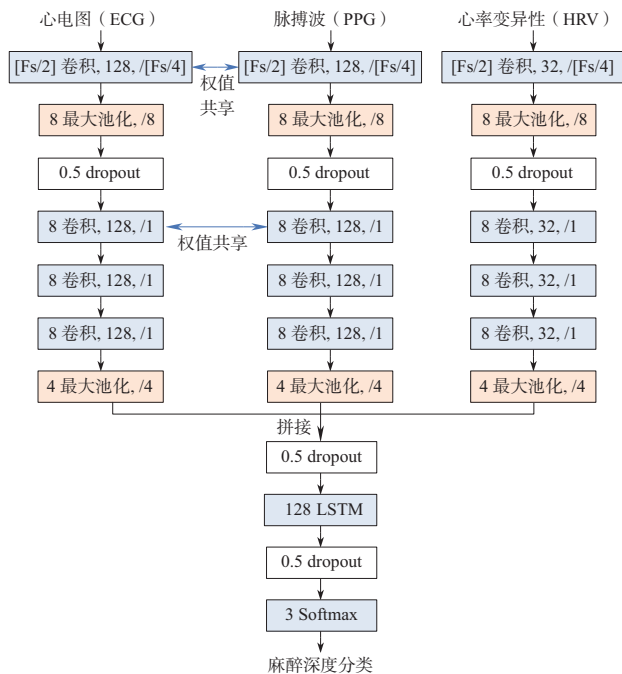 心电图（ECG）
脉搏波（PPG）
心率变异性（HRV）
[Fs/2] 卷积, 128, /[Fs/4]
权值
共享
[Fs/2] 卷积, 128, /[Fs/4]
[Fs/2] 卷积, 32, /[Fs/4]
8 最大池化, /8
8 最大池化, /8
8 最大池化, /8
0.5 dropout
0.5 dropout
0.5 dropout
8 卷积, 128, /1
权值共享
8 卷积, 128, /1
8 卷积, 32, /1
8 卷积, 128, /1
8 卷积, 128, /1
8 卷积, 32, /1
8 卷积, 128, /1
8 卷积, 128, /1
8 卷积, 32, /1
4 最大池化, /4
4 最大池化, /4
4 最大池化, /4
拼接
0.5 dropout
128 LSTM
0.5 dropout
3 Softmax
麻醉深度分类